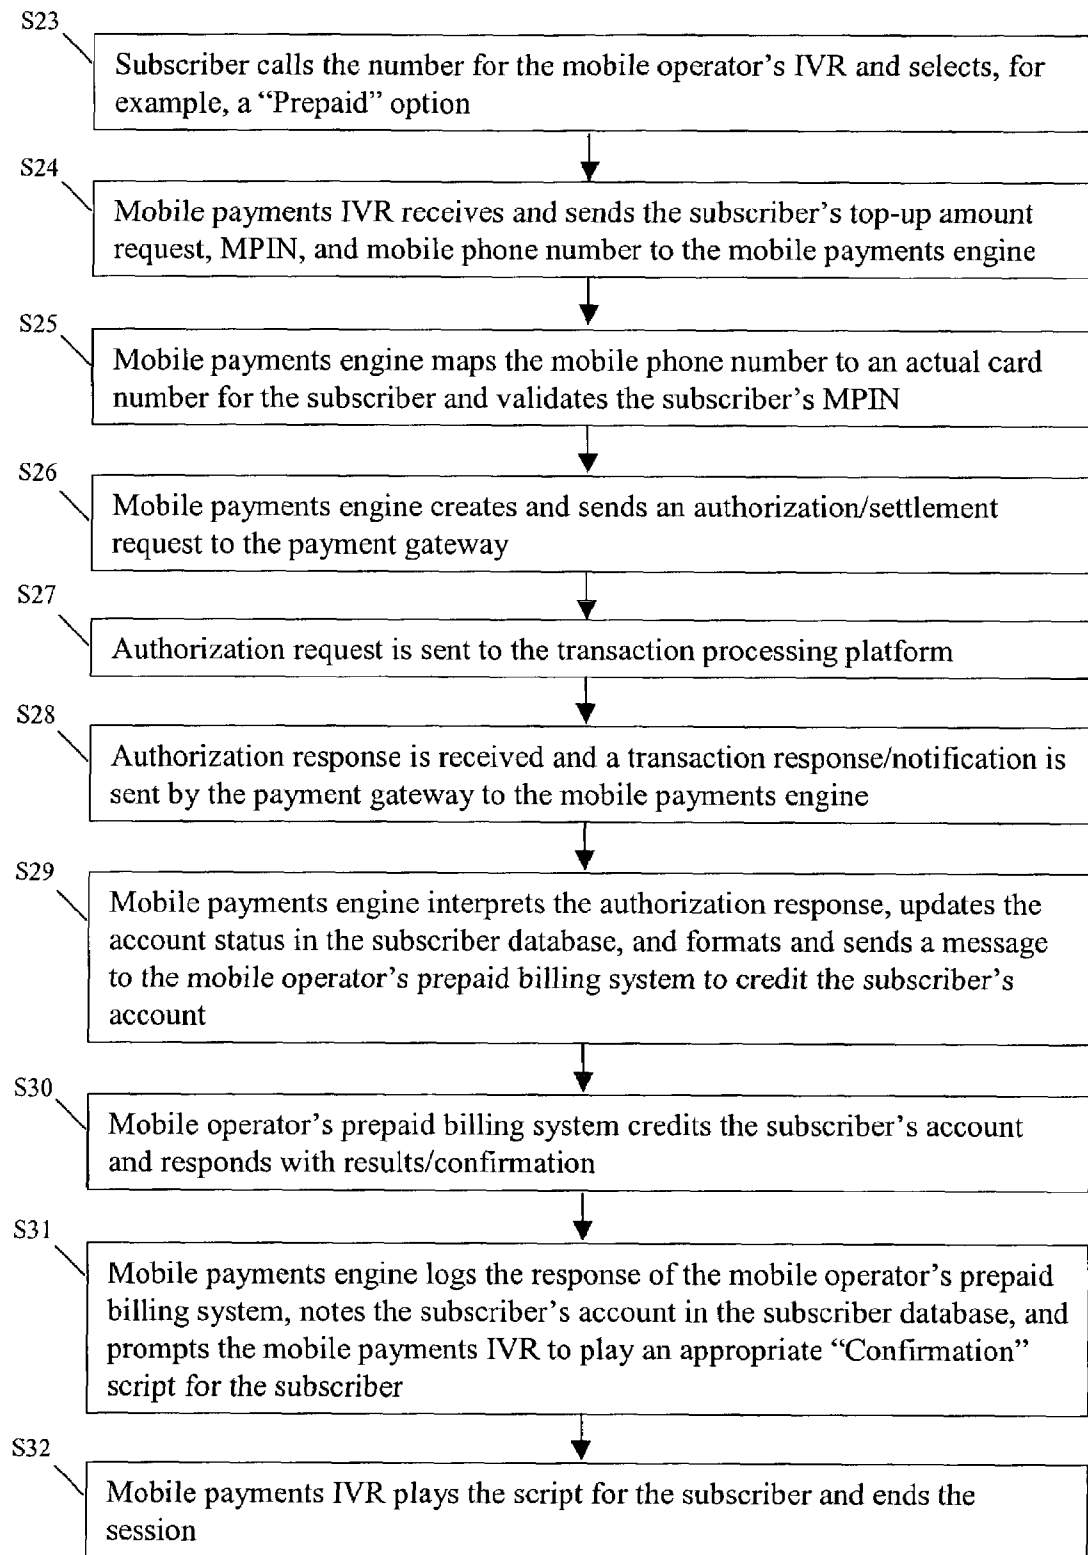 S23
Subscriber calls the number for the mobile operator's IVR and selects, for
example, a “Prepaid” option
S24
Mobile payments IVR receives and sends the subscriber's top-up amount
request, MPIN, and mobile phone number to the mobile payments engine
S25
Mobile payments engine maps the mobile phone number to an actual card
number for the subscriber and validates the subscriber's MPIN
S26
Mobile payments engine creates and sends an authorization/settlement
request to the payment gateway
S27
Authorization request is sent to the transaction processing platform
S28
Authorization response is received and a transaction response/notification is
sent by the payment gateway to the mobile payments engine
S29
Mobile payments engine interprets the authorization response, updates the
account status in the subscriber database, and formats and sends a message
to the mobile operator's prepaid billing system to credit the subscriber's
account
S30
Mobile operator's prepaid billing system credits the subscriber's account
and responds with results/confirmation
S31
Mobile payments engine logs the response of the mobile operator's prepaid
billing system, notes the subscriber's account in the subscriber database, and
prompts the mobile payments IVR to play an appropriate “Confirmation”
script for the subscriber
S32
Mobile payments IVR plays the script for the subscriber and ends the
session